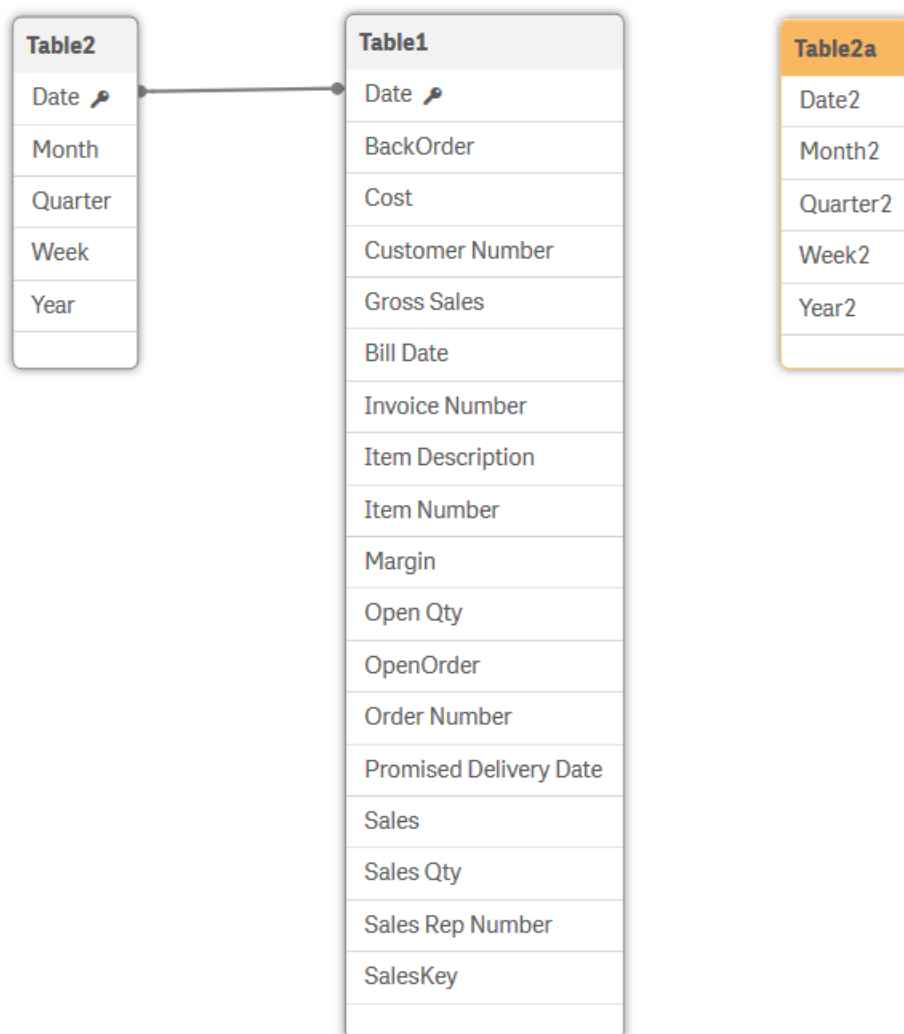 Table2
Date
Month
Quarter
Week
Year
Table1
Date
BackOrder
Cost
Customer Number
Gross Sales
Bill Date
Invoice Number
Item Description
Item Number
Margin
Open Qty
OpenOrder
Order Number
Promised Delivery Date
Sales
Sales Qty
Sales Rep Number
SalesKey
Table2a
Date2
Month2
Quarter2
Week2
Year2